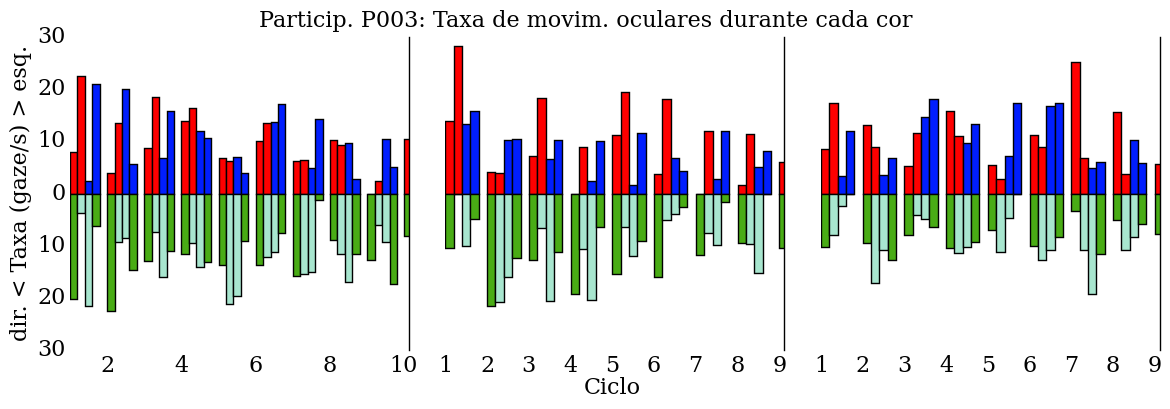 Particip. P003: Taxa de movim. oculares durante cada cor
dir. < Taxa (gaze/s) > esq.
30
20
10
0
10
20
30
2 4 6 8 10
1 2 3 4 5 6 7 8 9
1 2 3 4 5 6 7 8 9
Ciclo